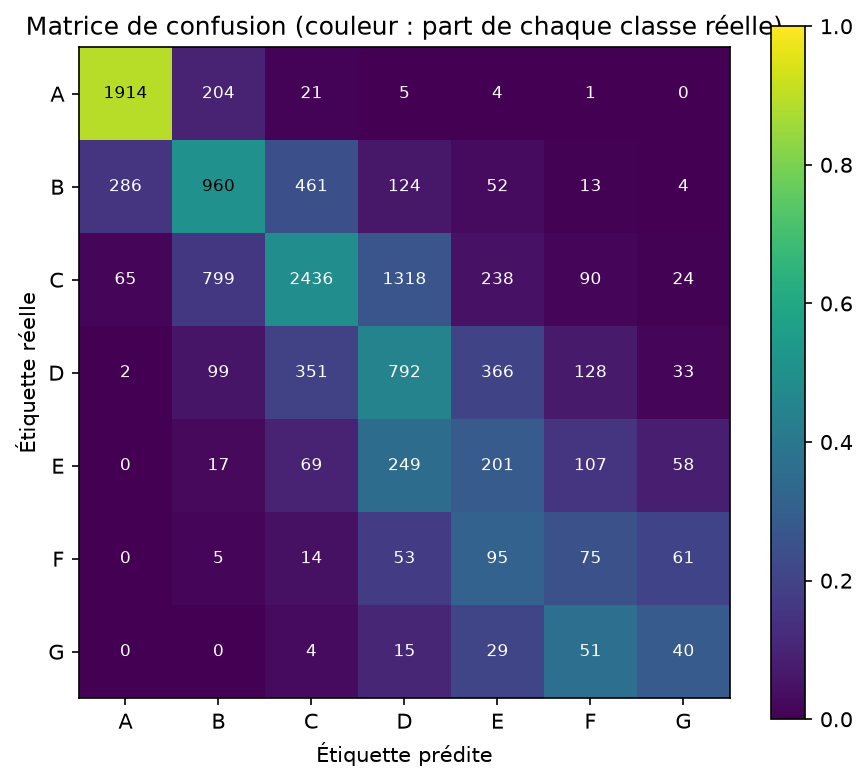 Matrice de confusion (couleur : part de chaque classe réelle)
1.0
0.8
0.6
0.4
0.2
0.0
Étiquette réelle
A 1914 204 21 5 4 1 0
B 286 960 461 124 52 13 4
C 65 799 2436 1318 238 90 24
D 2 99 351 792 366 128 33
E 0 17 69 249 201 107 58
F 0 5 14 53 95 75 61
G 0 0 4 15 29 51 40
A B C D E F G
Étiquette prédite